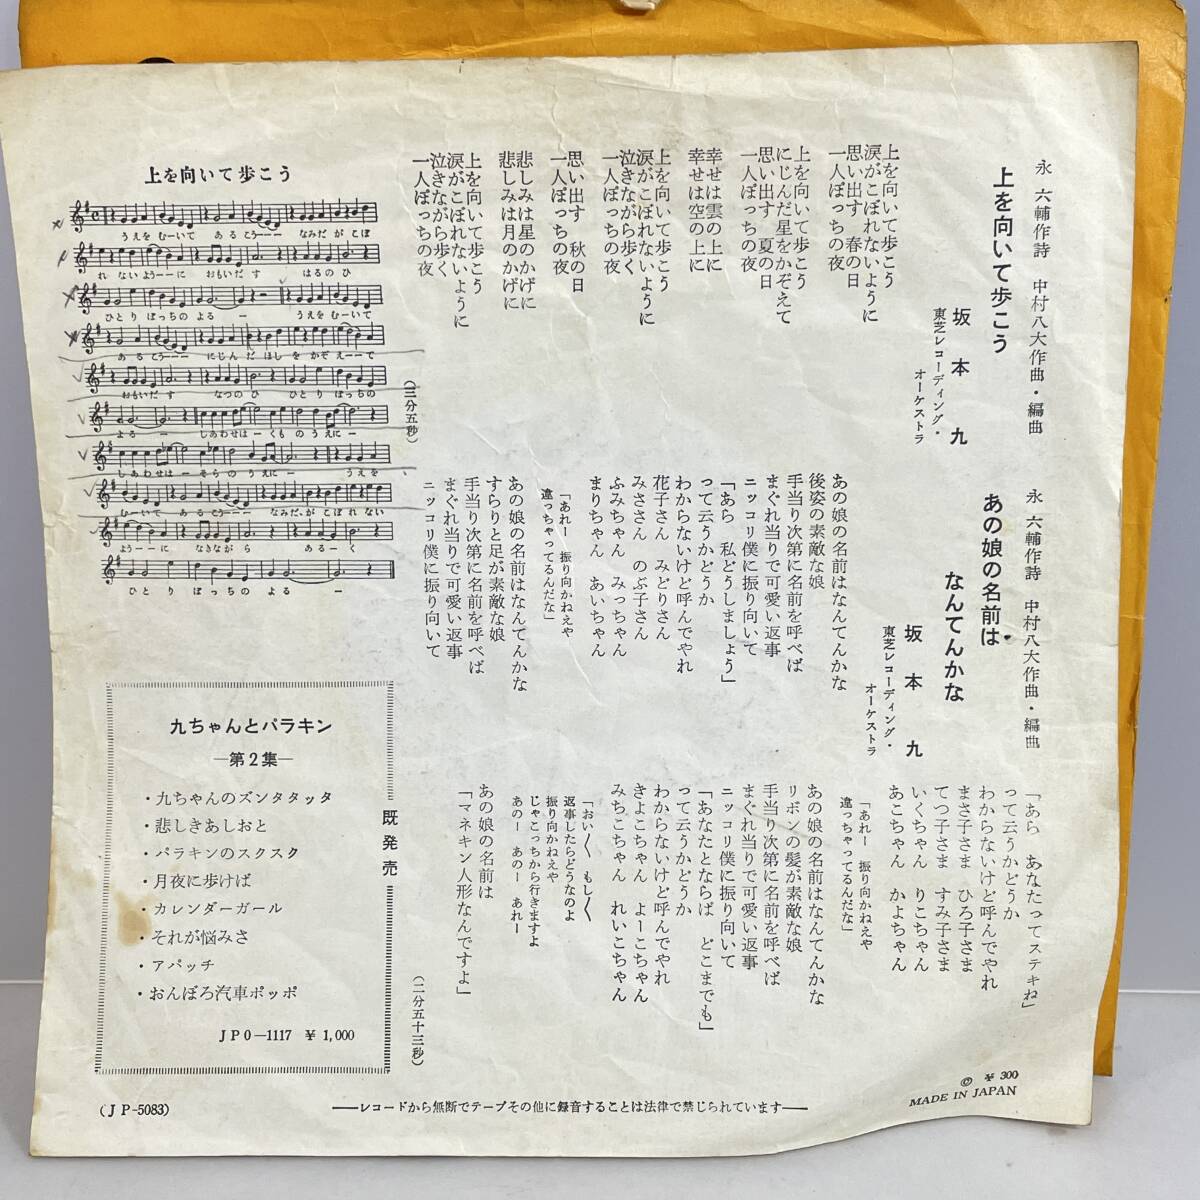 永 六輔作詩 中村八大作曲・編曲
上を向いて歩こう
坂本 九
東芝レコーディング・
オーケストラ
上を向いて歩こう
涙がこぼれないように
思い出す 春の日
一人ぼっちの夜
上を向いて歩こう
にじんだ星をかぞえて
思い出す 夏の日
一人ぼっちの夜
幸せは雲の上に
幸せは空の上に
上を向いて歩こう
涙がこぼれないように
泣きながら歩く
一人ぼっちの夜
思い出す 秋の日
一人ぼっちの夜
悲しみは星のかげに
悲しみは月のかげに
上を向いて歩こう
涙がこぼれないように
泣きながら歩く
一人ぼっちの夜
(三分五秒)
上を向いて歩こう
うえを むーいて ある こうーーー なみだ が こぼ
れ ないようーーに おもいだ す はるの ひ
ひとり ぼっちの よる ー うえを むーいて
ある こうーーー にじんだ ほし を かぞ えーーて
おもいだ す なつの ひ ひとり ぼっちの
よる ー しあわせはー くもの うえにー
しあわせはー そらの うえにー うえを
むーいて ある こうーーー なみだ が こぼれ ない
ようーーに なきながら あるーく
ひとり ぼっちの よる ー
永 六輔作詩 中村八大作曲・編曲
あの娘の名前は
なんてんかな
坂本 九
東芝レコーディング・
オーケストラ
あの娘の名前はなんてんかな
後姿の素敵な娘
手当り次第に名前を呼べば
まぐれ当りで可愛い返事
ニッコリ僕に振り向いて
「あら 私どうしましょう」
って云うかどうか
わからないけど呼んでやれ
花子さん みどりさん
みささん のぶ子さん
ふみちゃん みっちゃん
まりちゃん あいちゃん
「あれー 振り向かねえや
違っちゃってるんだな」
あの娘の名前はなんてんかな
すらりと足が素敵な娘
手当り次第に名前を呼べば
まぐれ当りで可愛い返事
ニッコリ僕に振り向いて
「あら あなたってステキね」
って云うかどうか
わからないけど呼んでやれ
まさ子さま ひろ子さま
てつ子さま すみ子さま
いくちゃん りこちゃん
あこちゃん かよちゃん
「あれー 振り向かねえや
違っちゃってるんだな」
あの娘の名前はなんてんかな
リボンの髪が素敵な娘
手当り次第に名前を呼べば
まぐれ当りで可愛い返事
ニッコリ僕に振り向いて
「あなたとならば どこまでも」
って云うかどうか
わからないけど呼んでやれ
きよこちゃん よーこちゃん
みちこちゃん れいこちゃん
「おい〱 もし〱
返事したらどうなのよ
振り向かねえや
じゃこっちから行きますよ
あのー あのー あれー
あの娘の名前は
「マネキン人形なんですよ」
(二分五十三秒)
九ちゃんとパラキン
―第2集―
・九ちゃんのズンタタッタ
・悲しきあしおと
・パラキンのスクスク
・月夜に歩けば
・カレンダーガール
・それが悩みさ
・アパッチ
・おんぼろ汽車ポッポ
JPO―1117 ¥1,000
既発売
(JP-5083)
――レコードから無断でテープその他に録音することは法律で禁じられています――
© ¥300
MADE IN JAPAN